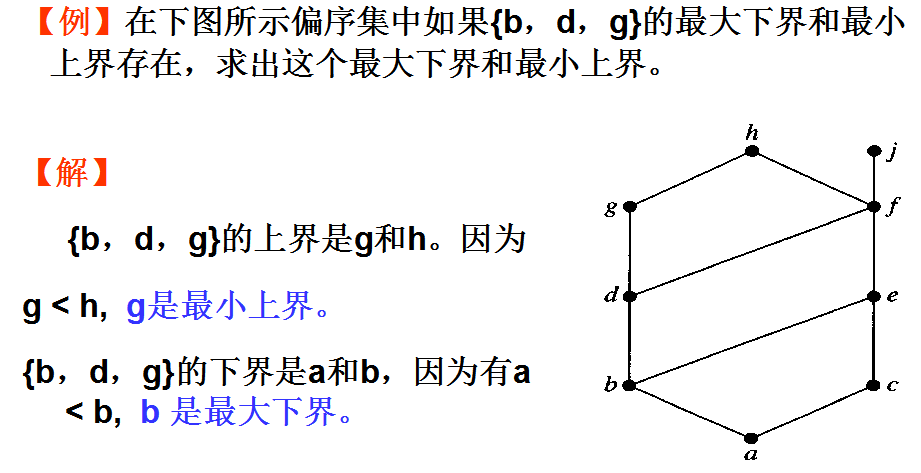 【例】在下图所示偏序集中如果{b，d，g}的最大下界和最小
上界存在，求出这个最大下界和最小上界。
【解】
{b，d，g}的上界是g和h。因为
g < h, g是最小上界。
{b，d，g}的下界是a和b，因为有a
< b, b 是最大下界。
h
j
g
f
d
e
b
c
a